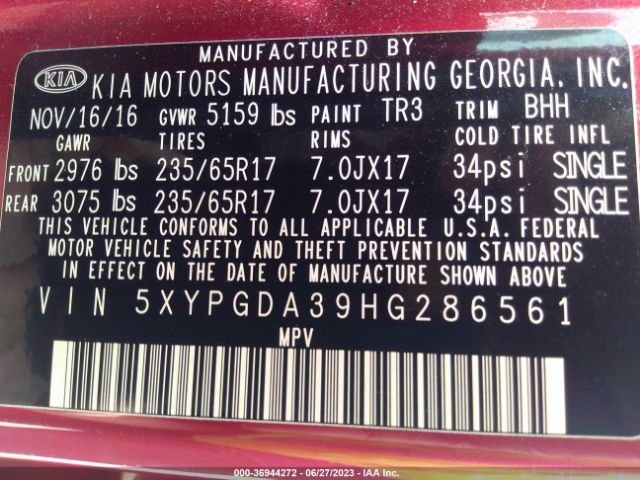 MANUFACTURED BY
KIA KIA MOTORS MANUFACTURING GEORGIA, INC.
NOV/16/16 GVWR 5159 lbs PAINT TR3 TRIM BHH
GAWR TIRES RIMS COLD TIRE INFL
FRONT 2976 lbs 235/65R17 7.0JX17 34psi SINGLE
REAR 3075 lbs 235/65R17 7.0JX17 34psi SINGLE
THIS VEHICLE CONFORMS TO ALL APPLICABLE U.S.A. FEDERAL
MOTOR VEHICLE SAFETY AND THEFT PREVENTION STANDARDS
IN EFFECT ON THE DATE OF MANUFACTURE SHOWN ABOVE
VIN 5XYPGDA39HG286561
MPV
000-36944272 - 06/27/2023 - IAA Inc.